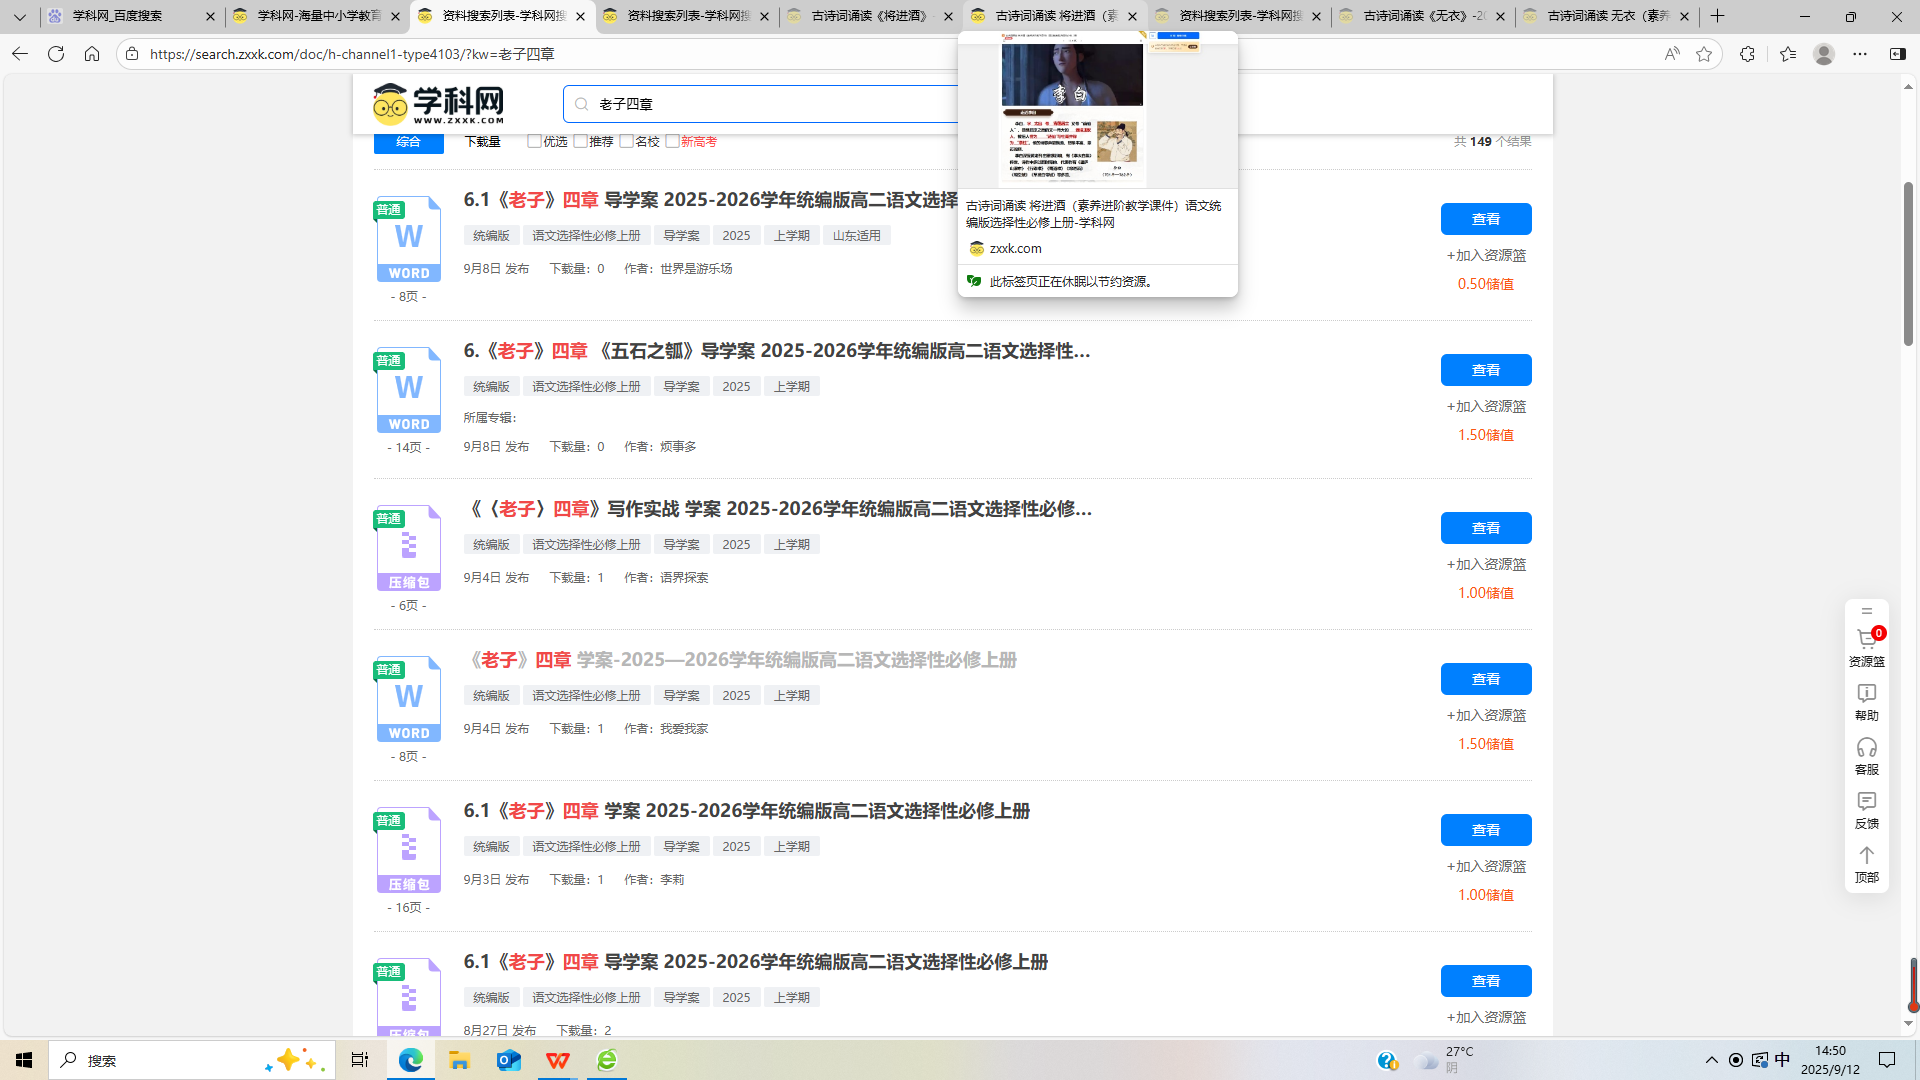 学科网_百度搜索
学科网-海量中小学教育
资料搜索列表-学科网搜
资料搜索列表-学科网搜
古诗词诵读《将进酒》-
古诗词诵读 将进酒（素
资料搜索列表-学科网搜
古诗词诵读《无衣》-20
古诗词诵读 无衣（素养
https://search.zxxk.com/doc/h-channel1-type4103/?kw=老子四章
学科网
www.zxxk.com
老子四章
综合
下载量
优选
推荐
名校
新高考
共 149 个结果
李白
古诗词诵读 将进酒（素养进阶教学课件）语文统
编版选择性必修上册-学科网
zxxk.com
此标签页正在休眠以节约资源。
普通
W
WORD
- 8页 -
6.1《老子》四章 导学案 2025-2026学年统编版高二语文选择
统编版 语文选择性必修上册 导学案 2025 上学期 山东适用
9月8日 发布 下载量：0 作者：世界是游乐场
查看
+加入资源篮
0.50储值
普通
W
WORD
- 14页 -
6.《老子》四章 《五石之瓠》导学案 2025-2026学年统编版高二语文选择性...
统编版 语文选择性必修上册 导学案 2025 上学期
所属专辑：
9月8日 发布 下载量：0 作者：烦事多
查看
+加入资源篮
1.50储值
普通
压缩包
- 6页 -
《〈老子〉四章》写作实战 学案 2025-2026学年统编版高二语文选择性必修...
统编版 语文选择性必修上册 导学案 2025 上学期
9月4日 发布 下载量：1 作者：语界探索
查看
+加入资源篮
1.00储值
普通
W
WORD
- 8页 -
《老子》四章 学案-2025—2026学年统编版高二语文选择性必修上册
统编版 语文选择性必修上册 导学案 2025 上学期
9月4日 发布 下载量：1 作者：我爱我家
查看
+加入资源篮
1.50储值
普通
压缩包
- 16页 -
6.1《老子》四章 学案 2025-2026学年统编版高二语文选择性必修上册
统编版 语文选择性必修上册 导学案 2025 上学期
9月3日 发布 下载量：1 作者：李莉
查看
+加入资源篮
1.00储值
普通
压缩包
6.1《老子》四章 导学案 2025-2026学年统编版高二语文选择性必修上册
统编版 语文选择性必修上册 导学案 2025 上学期
8月27日 发布 下载量：2
查看
+加入资源篮
0
资源篮
帮助
客服
反馈
顶部
搜索
27°C
阴
中
14:50
2025/9/12